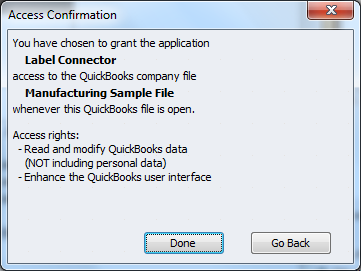 Access Confirmation
You have chosen to grant the application
Label Connector
access to the QuickBooks company file
Manufacturing Sample File
whenever this QuickBooks file is open.
Access rights:
- Read and modify QuickBooks data
(NOT including personal data)
- Enhance the QuickBooks user interface
Done
Go Back